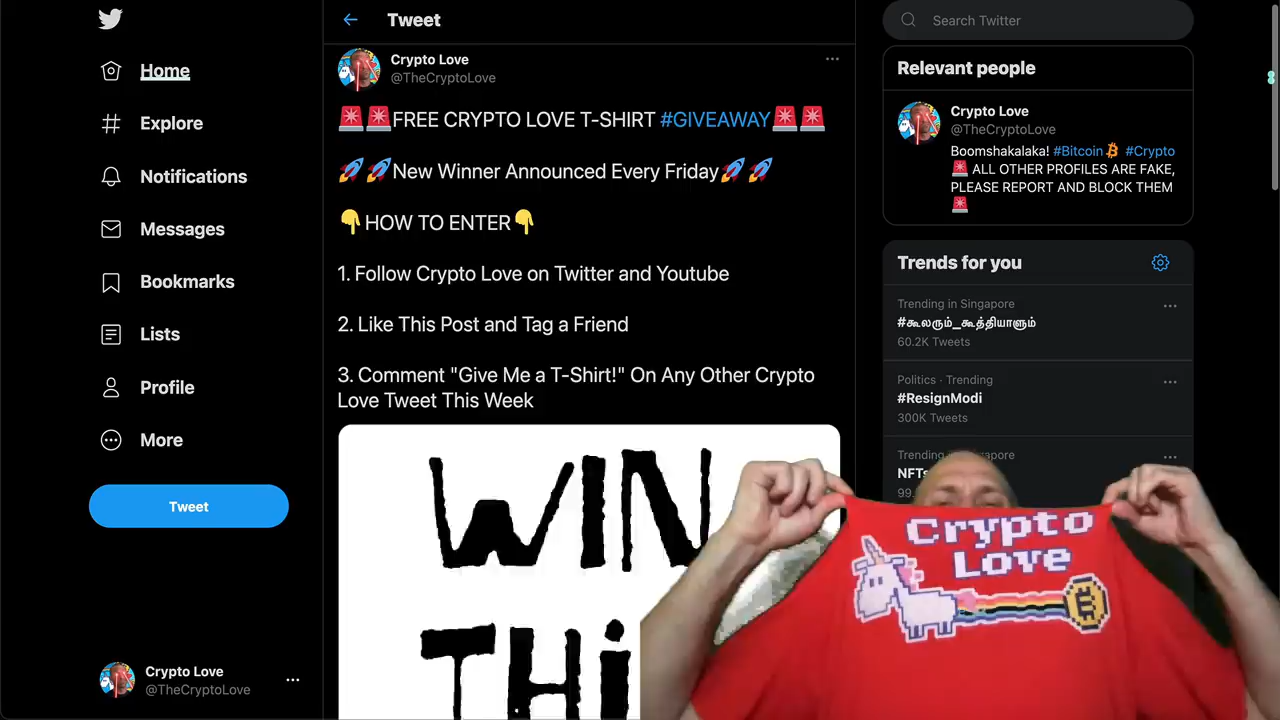 Home
Explore
Notifications
Messages
Bookmarks
Lists
Profile
More
Tweet
Crypto Love
@TheCryptoLove
Tweet
Crypto Love
@TheCryptoLove
🚨🚨FREE CRYPTO LOVE T-SHIRT #GIVEAWAY🚨🚨
🚀🚀New Winner Announced Every Friday🚀🚀
👇HOW TO ENTER👇
1. Follow Crypto Love on Twitter and Youtube
2. Like This Post and Tag a Friend
3. Comment "Give Me a T-Shirt!" On Any Other Crypto
Love Tweet This Week
WIN
THi
Search Twitter
Relevant people
Crypto Love
@TheCryptoLove
Boomshakalaka! #Bitcoin #Crypto
🚨 ALL OTHER PROFILES ARE FAKE,
PLEASE REPORT AND BLOCK THEM
🚨
Trends for you
Trending in Singapore
#கூலரும்_கூத்தியாளும்
60.2K Tweets
Politics · Trending
#ResignModi
300K Tweets
Trending
NFTs
Crypto
Love